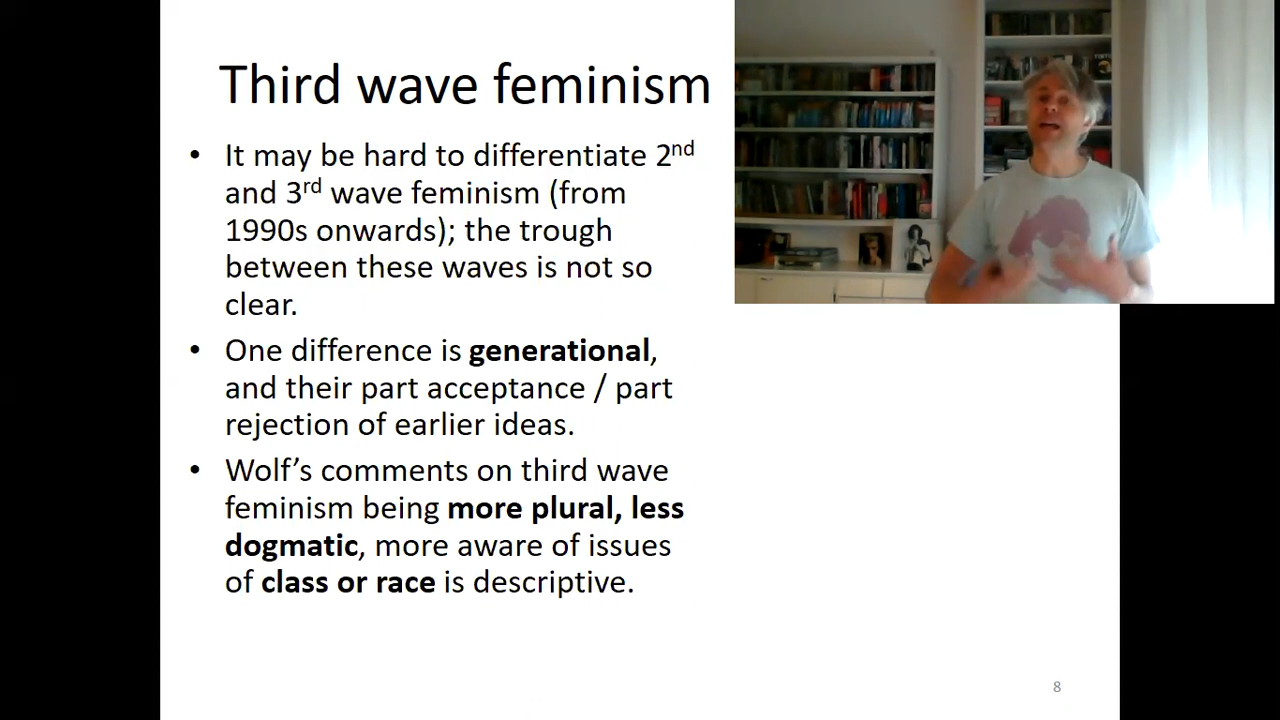 Third wave feminism
• It may be hard to differentiate 2nd
and 3rd wave feminism (from
1990s onwards); the trough
between these waves is not so
clear.
• One difference is generational,
and their part acceptance / part
rejection of earlier ideas.
• Wolf’s comments on third wave
feminism being more plural, less
dogmatic, more aware of issues
of class or race is descriptive.
8